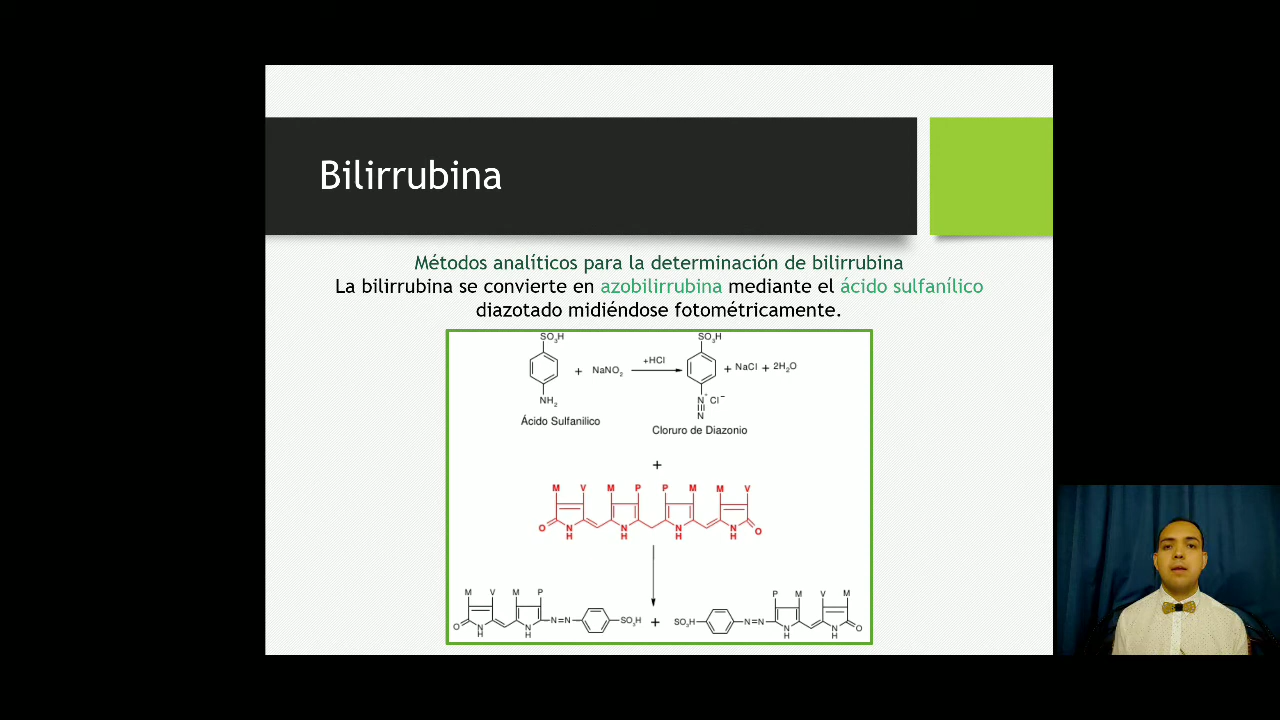 Bilirrubina
Métodos analíticos para la determinación de bilirrubina
La bilirrubina se convierte en azobilirrubina mediante el ácido sulfanílico
diazotado midiéndose fotométricamente.
SO3H SO3H
+ NaNO2 +HCl + NaCl + 2H2O
NH2 N+ Cl−
N
Ácido Sulfanilico
Cloruro de Diazonio
+
M V M P P M M V
O N H N H N H N H O
M V M P P M V M
O N H N H N=N SO3H + SO3H N=N N H N H O